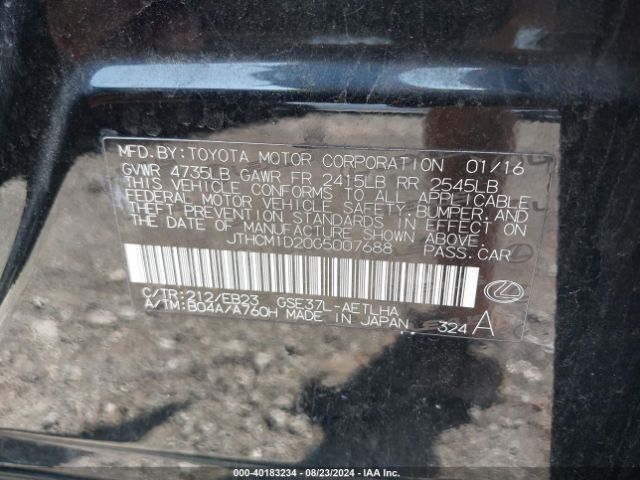 MFD.BY:TOYOTA MOTOR CORPORATION 01/16
GVWR 4735LB GAWR FR 2415LB RR 2545LB
THIS VEHICLE CONFORMS TO ALL APPLICABLE
FEDERAL MOTOR VEHICLE SAFETY, BUMPER, AND
THEFT PREVENTION STANDARDS IN EFFECT ON
THE DATE OF MANUFACTURE SHOWN ABOVE.
JTHCM1D20G5007688 PASS.CAR
C/TR:212/EB23 GSE37L-AETLHA
A/TM:B04A/A760H MADE IN JAPAN 324 A
000-40183234 - 08/23/2024 - IAA Inc.